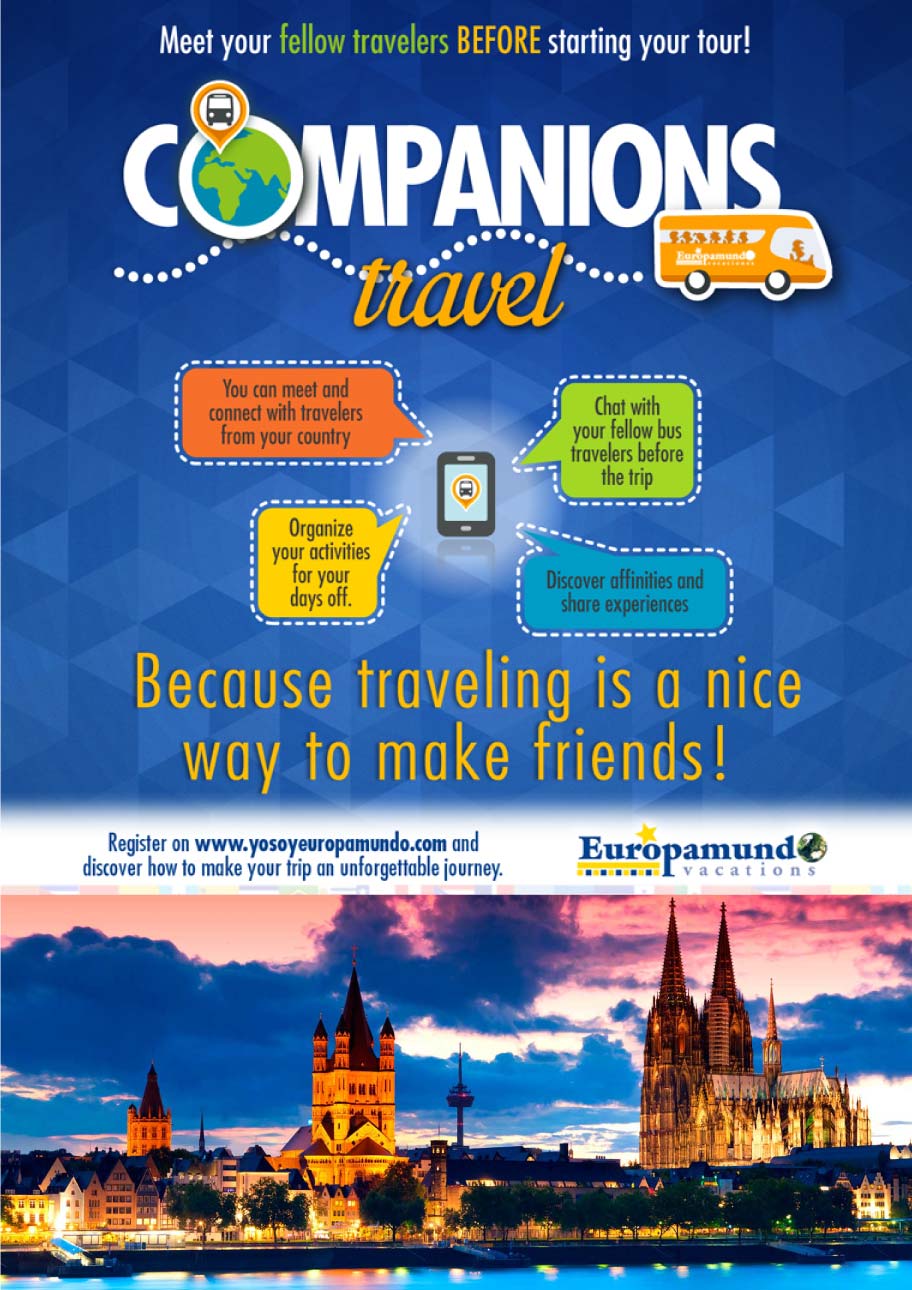 Meet your fellow travelers BEFORE starting your tour!
COMPANIONS
travel
Europamundo
vacations
You can meet and
connect with travelers
from your country
Chat with
your fellow bus
travelers before
the trip
Organize
your activities
for your
days off.
Discover affinities and
share experiences
Because traveling is a nice
way to make friends!
Register on www.yosoyeuropamundo.com and
discover how to make your trip an unforgettable journey.
Europamundo
vacations